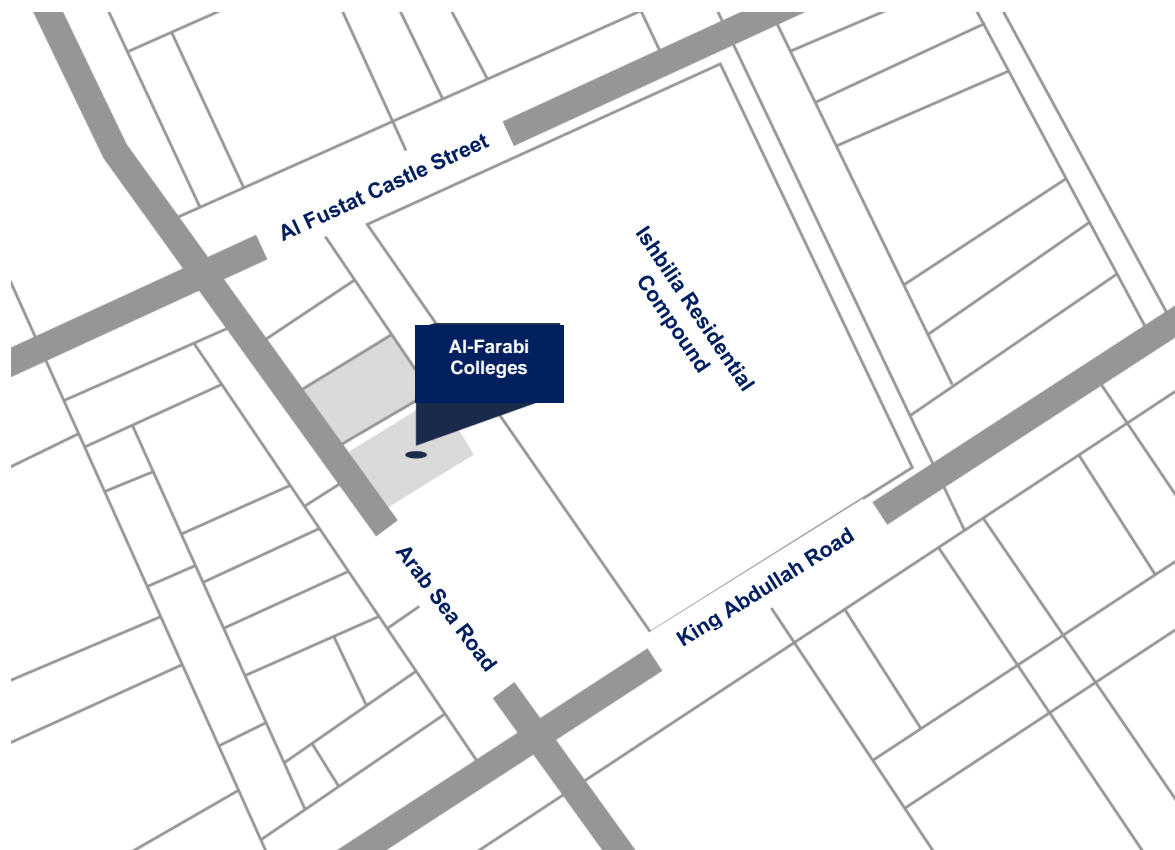 Al Fustat Castle Street
Ishbilia Residential
Compound
Al-Farabi
Colleges
Arab Sea Road
King Abdullah Road